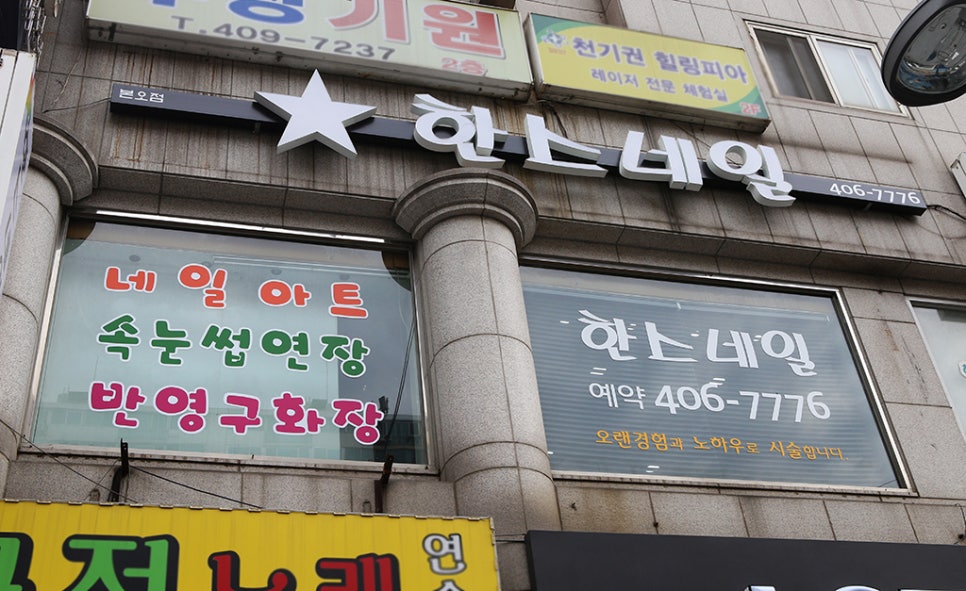 기원
T.409-7237
2층
천기권 힐링피아
레이저 전문 체험실
2F
본오점
한스네일
406-7776
네일아트
속눈썹연장
반영구화장
한스네일
예약 406-7776
오랜경험과 노하우로 시술합니다.